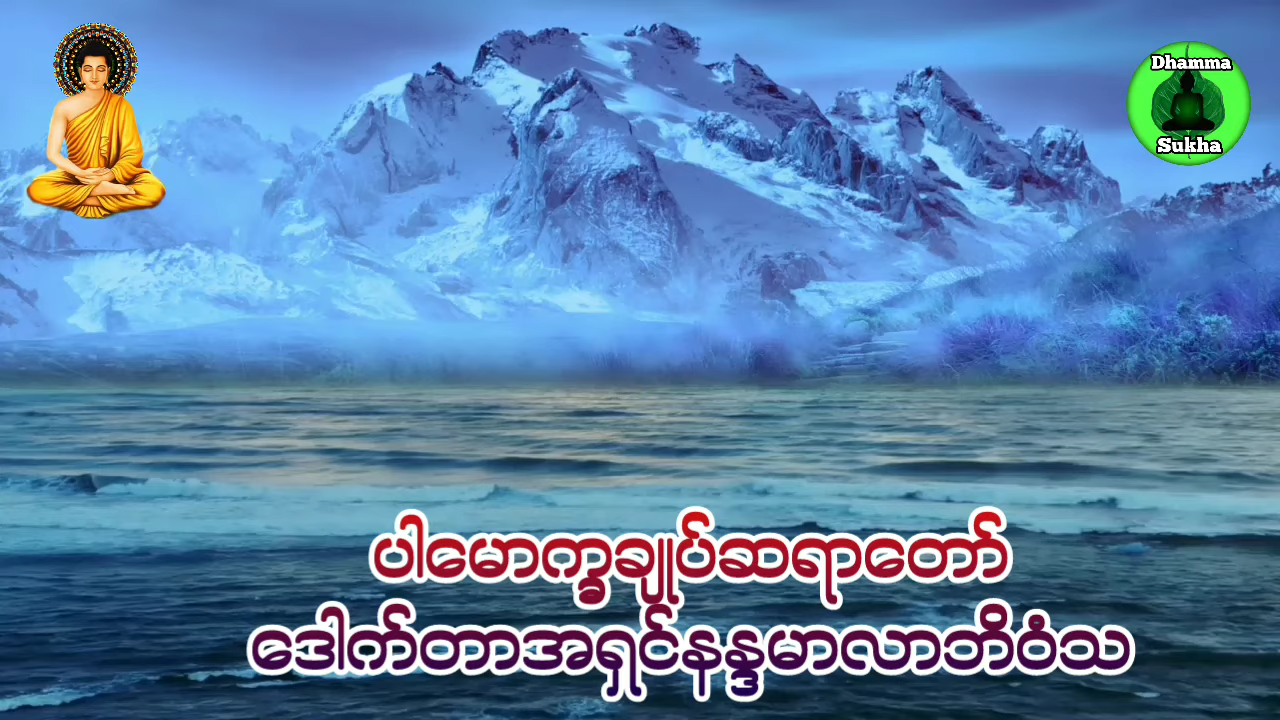 Dhamma
Sukha
ပါမောက္ခချုပ်ဆရာတော်
ဒေါက်တာအရှင်နန္ဒမာလာဘိဝံသ